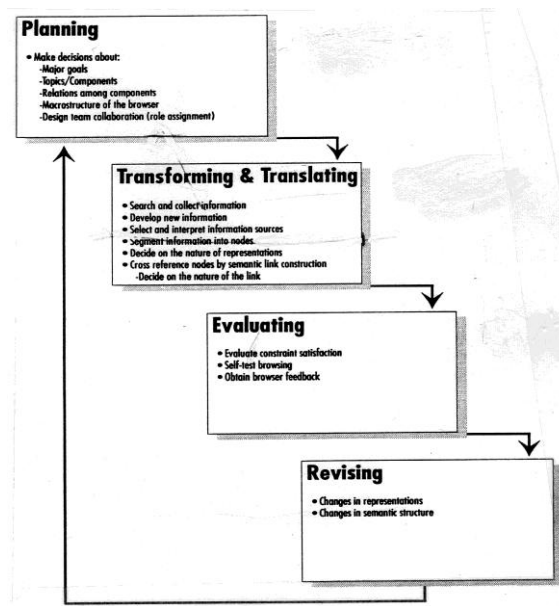 Planning
• Make decisions about:
-Major goals
-Topics/Components
-Relations among components
-Macrostructure of the browser
-Design team collaboration (role assignment)
Transforming & Translating
• Search and collect information
• Develop new information
• Select and interpret information sources
• Segment information into nodes
• Decide on the nature of representations
• Cross reference nodes by semantic link construction
-Decide on the nature of the link
Evaluating
• Evaluate constraint satisfaction
• Self-test browsing
• Obtain browser feedback
Revising
• Changes in representations
• Changes in semantic structure